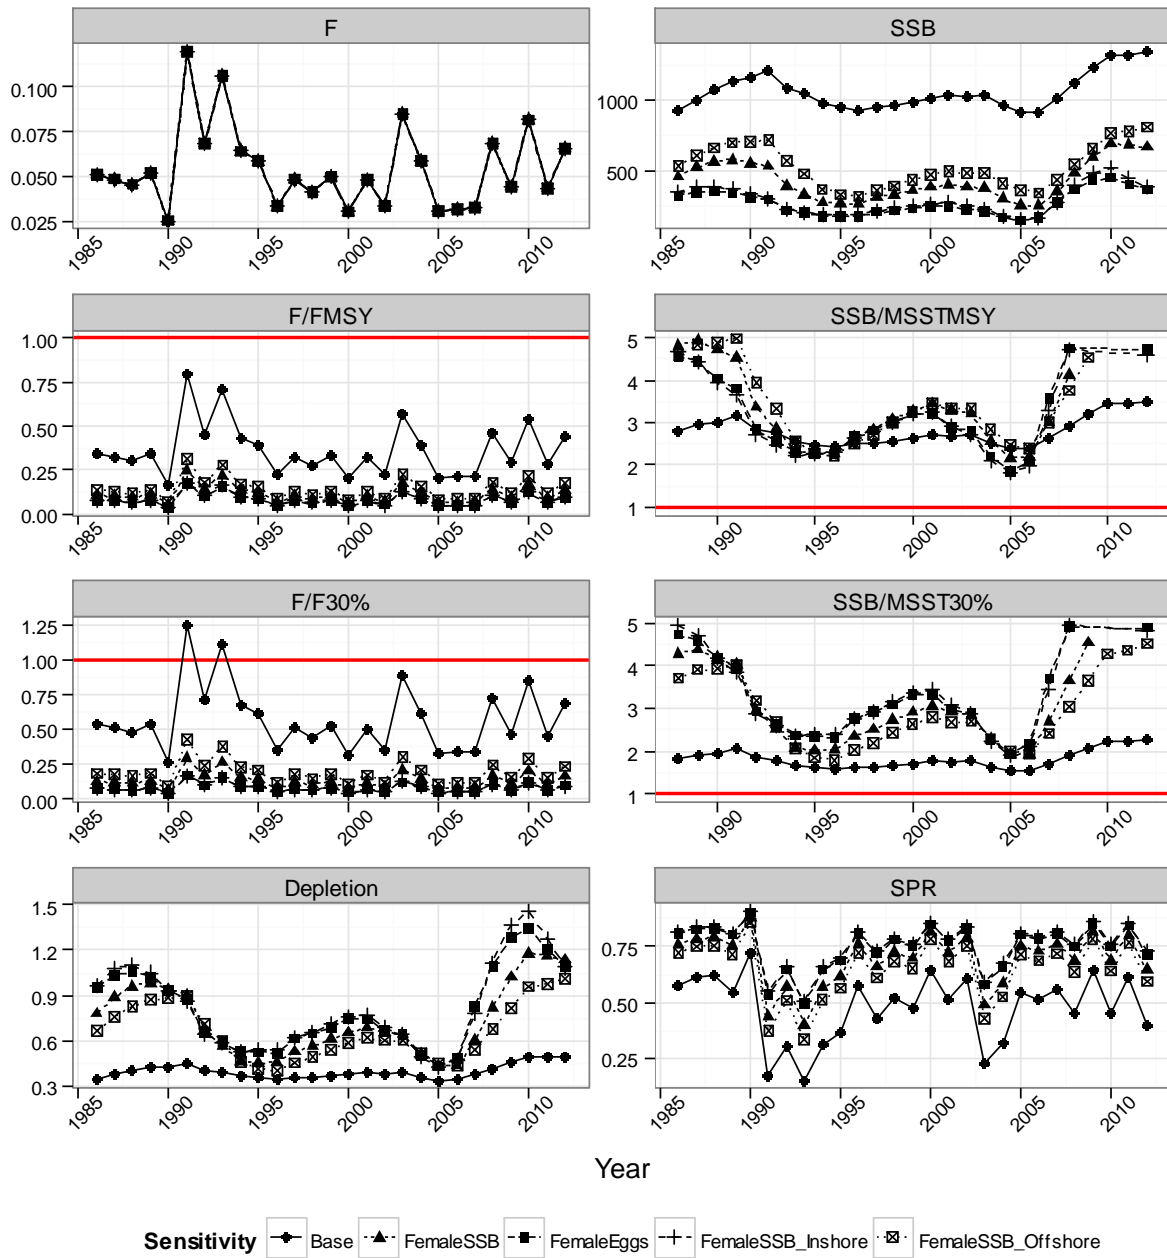 F
SSB
0.100
0.075
0.050
0.025
1000
500
1985 1990 1995 2000 2005 2010
1985 1990 1995 2000 2005 2010
F/FMSY
SSB/MSSTMSY
1.00
0.75
0.50
0.25
0.00
5
4
3
2
1
1985 1990 1995 2000 2005 2010
1990 1995 2000 2005 2010
F/F30%
SSB/MSST30%
1.25
1.00
0.75
0.50
0.25
0.00
5
4
3
2
1
1985 1990 1995 2000 2005 2010
1990 1995 2000 2005 2010
Depletion
SPR
1.5
1.2
0.9
0.6
0.3
0.75
0.50
0.25
1985 1990 1995 2000 2005 2010
1985 1990 1995 2000 2005 2010
Year
Sensitivity Base FemaleSSB FemaleEggs FemaleSSB_Inshore FemaleSSB_Offshore